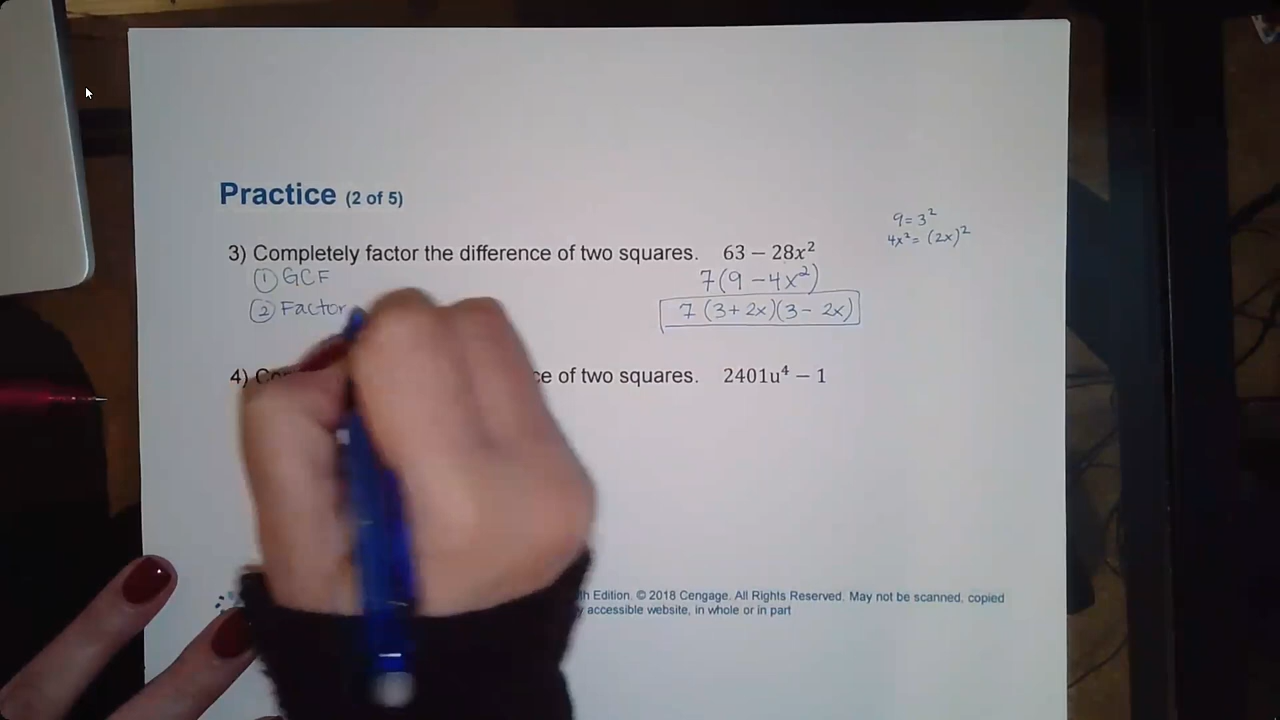 Practice (2 of 5)
9 = 3²
4x² = (2x)²
3) Completely factor the difference of two squares. 63 − 28x²
① GCF
7(9 − 4x²)
② Factor
7(3 + 2x)(3 − 2x)
4) of two squares. 2401u⁴ − 1
Edition. © 2018 Cengage. All Rights Reserved. May not be scanned, copied
accessible website, in whole or in part